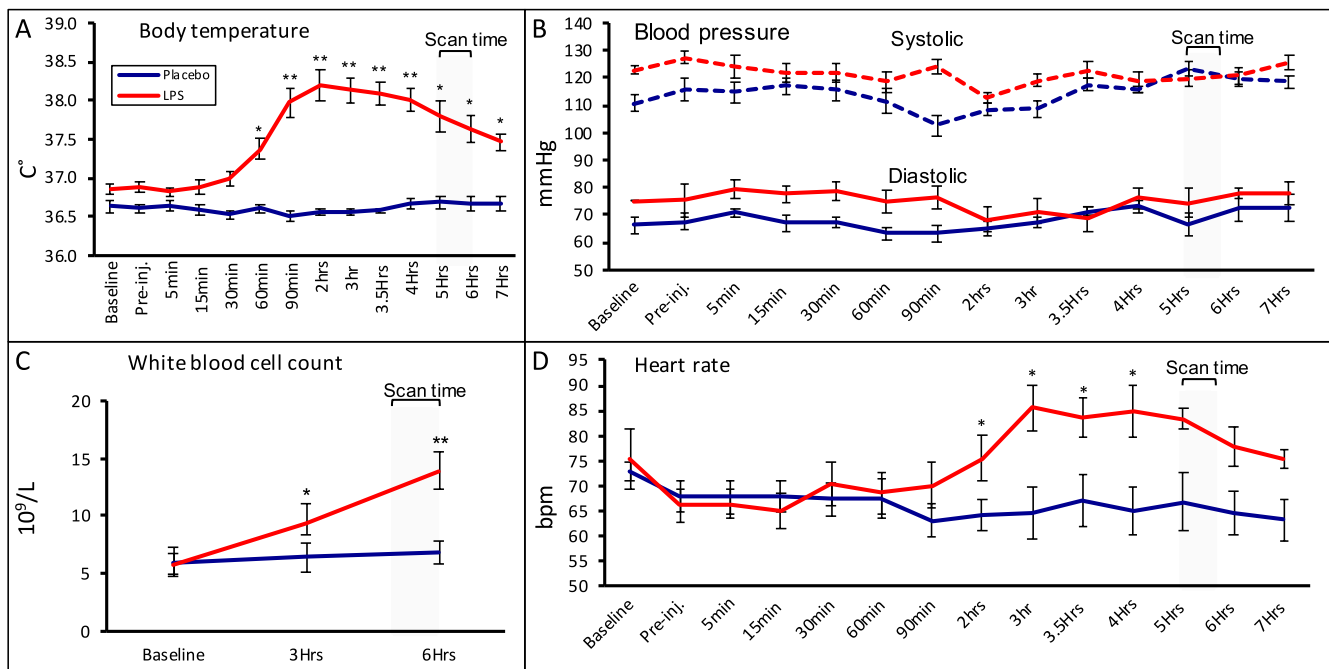 A
Body temperature
39.0
38.5
38.0
37.5
37.0
36.5
36.0
C°
Placebo
LPS
Scan time
*
**
**
**
**
**
*
*
*
Baseline
Pre-inj.
5min
15min
30min
60min
90min
2hrs
3hr
3.5Hrs
4Hrs
5Hrs
6Hrs
7Hrs
B
Blood pressure
Systolic
Scan time
140
130
120
110
100
90
80
70
60
50
mmHg
Diastolic
Baseline
Pre-inj.
5min
15min
30min
60min
90min
2Hrs
3hr
3.5Hrs
4Hrs
5Hrs
6Hrs
7Hrs
C
White blood cell count
Scan time
20
15
10
5
0
10⁹/L
*
**
Baseline
3Hrs
6Hrs
D
Heart rate
Scan time
95
90
85
80
75
70
65
60
55
50
bpm
*
*
*
*
Baseline
Pre-inj.
5min
15min
30min
60min
90min
2hrs
3hr
3.5Hrs
4Hrs
5Hrs
6Hrs
7Hrs